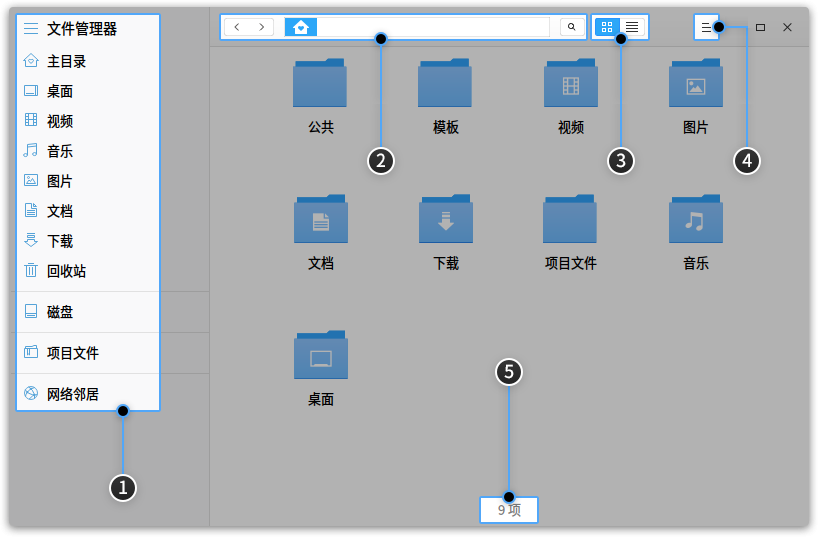 文件管理器
主目录
桌面
视频
音乐
图片
文档
下载
回收站
磁盘
项目文件
网络邻居
1
2
3
4
公共 模板 视频 图片
文档 下载 项目文件 音乐
桌面
5
9 项